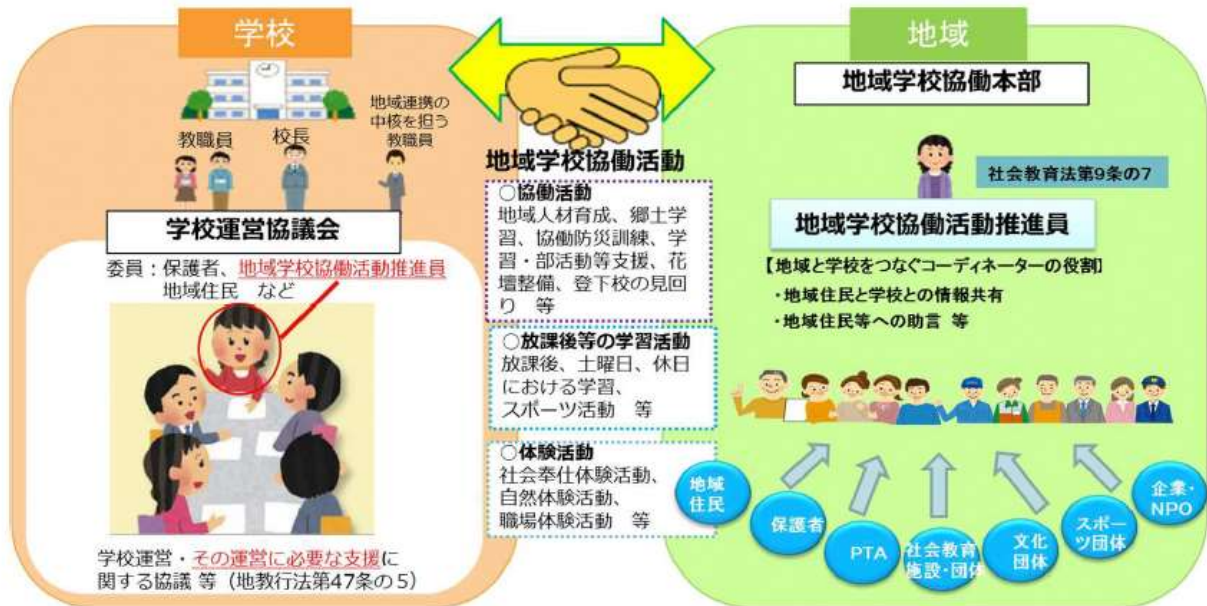 学校
地域連携の
中核を担う
教職員
教職員
校長
学校運営協議会
委員：保護者、地域学校協働活動推進員
地域住民　など
学校運営・その運営に必要な支援に
関する協議 等（地教行法第47条の５）
地域学校協働活動
○協働活動
地域人材育成、郷土学
習、協働防災訓練、学
習・部活動等支援、花
壇整備、登下校の見回
り　等
○放課後等の学習活動
放課後、土曜日、休日
における学習、
スポーツ活動　等
○体験活動
社会奉仕体験活動、
自然体験活動、
職場体験活動　等
地域
地域学校協働本部
社会教育法第9条の7
地域学校協働活動推進員
【地域と学校をつなぐコーディネーターの役割】
・地域住民と学校との情報共有
・地域住民等への助言 等
地域
住民
保護者
PTA
社会教育
施設・団体
文化
団体
スポー
ツ団体
企業・
NPO